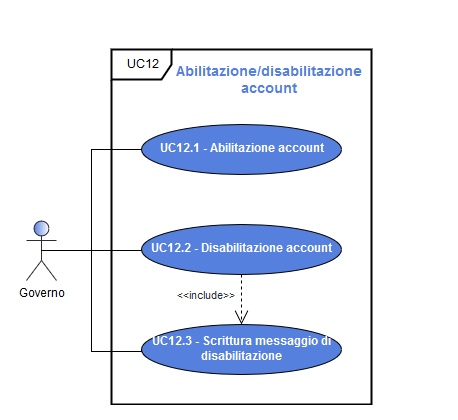 UC12
Abilitazione/disabilitazione
account
UC12.1 - Abilitazione account
UC12.2 - Disabilitazione account
Governo
<<include>>
UC12.3 - Scrittura messaggio di
disabilitazione